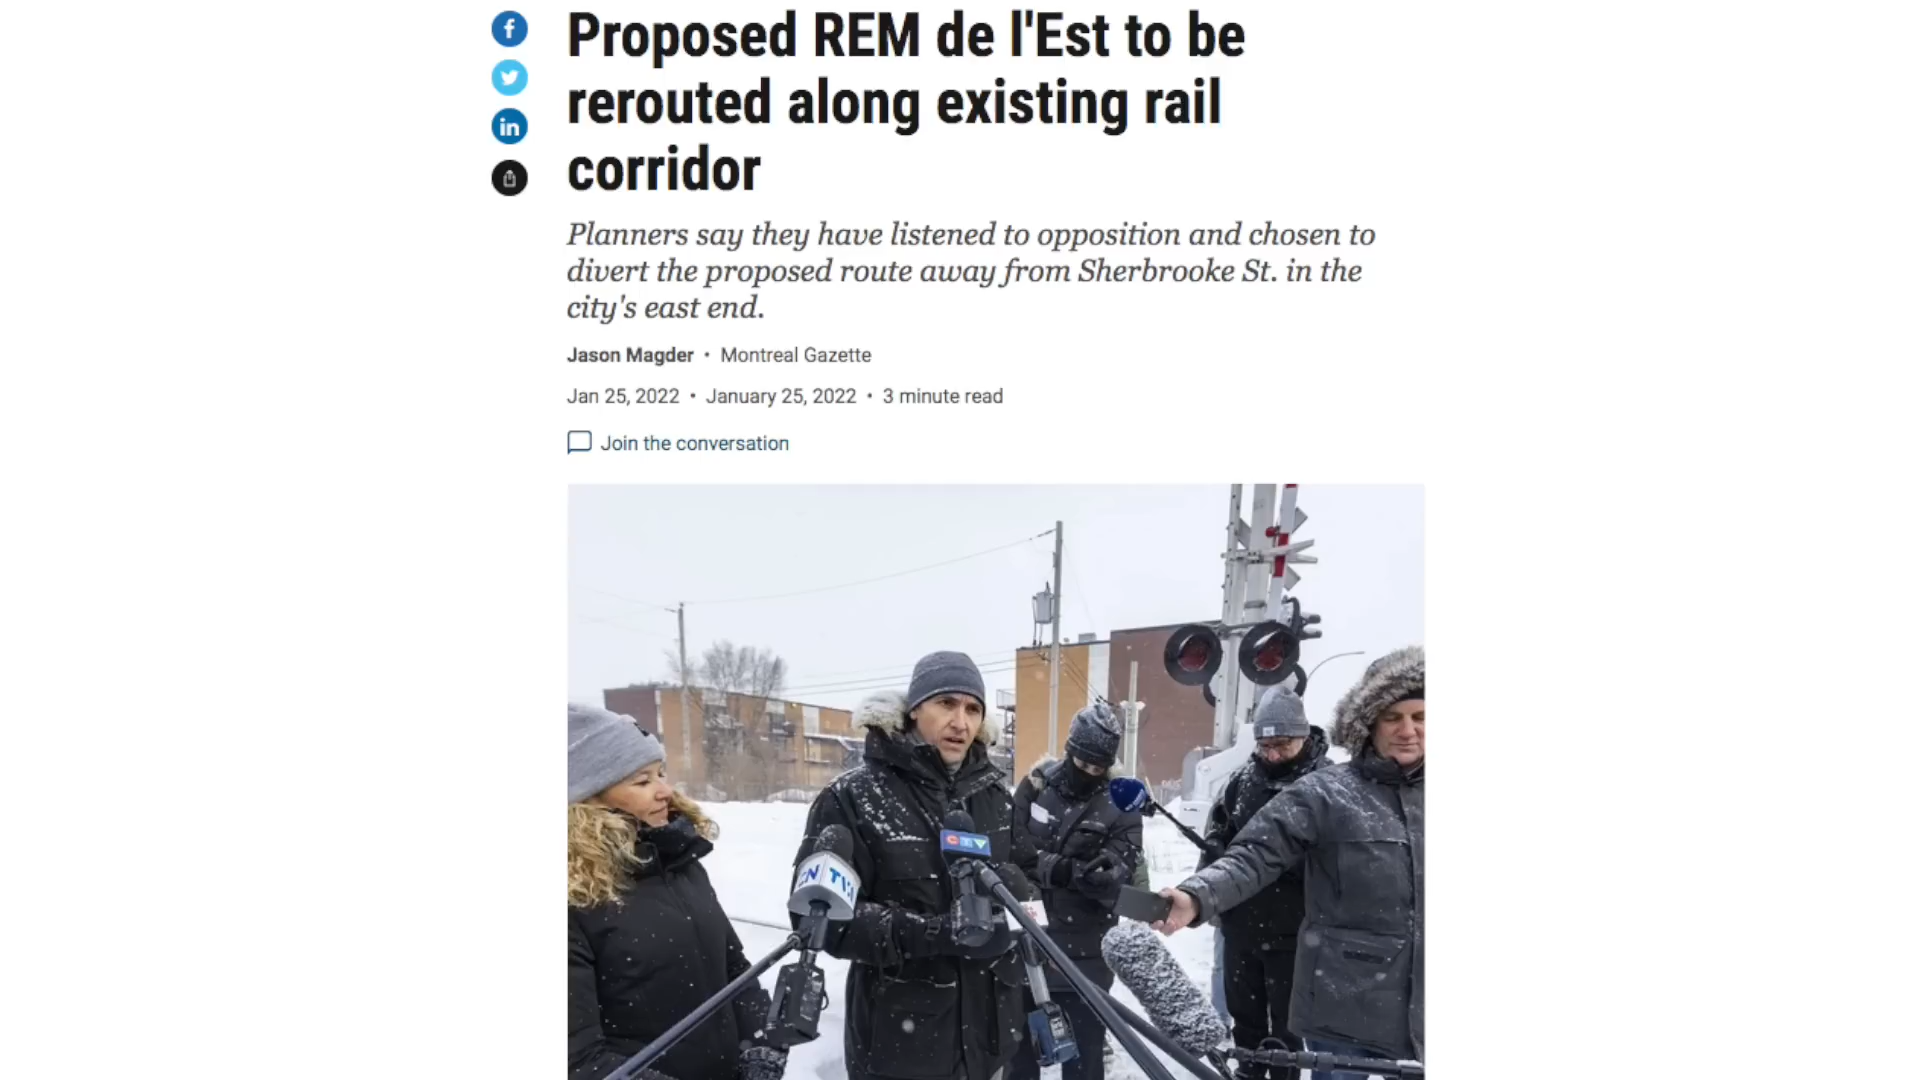 Proposed REM de l'Est to be
rerouted along existing rail
corridor
Planners say they have listened to opposition and chosen to
divert the proposed route away from Sherbrooke St. in the
city's east end.
Jason Magder • Montreal Gazette
Jan 25, 2022 • January 25, 2022 • 3 minute read
Join the conversation
CTV